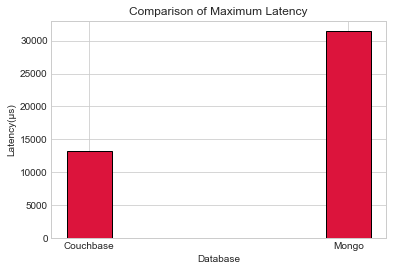 Comparison of Maximum Latency
30000
25000
20000
15000
10000
5000
0
Latency(μs)
Couchbase
Mongo
Database